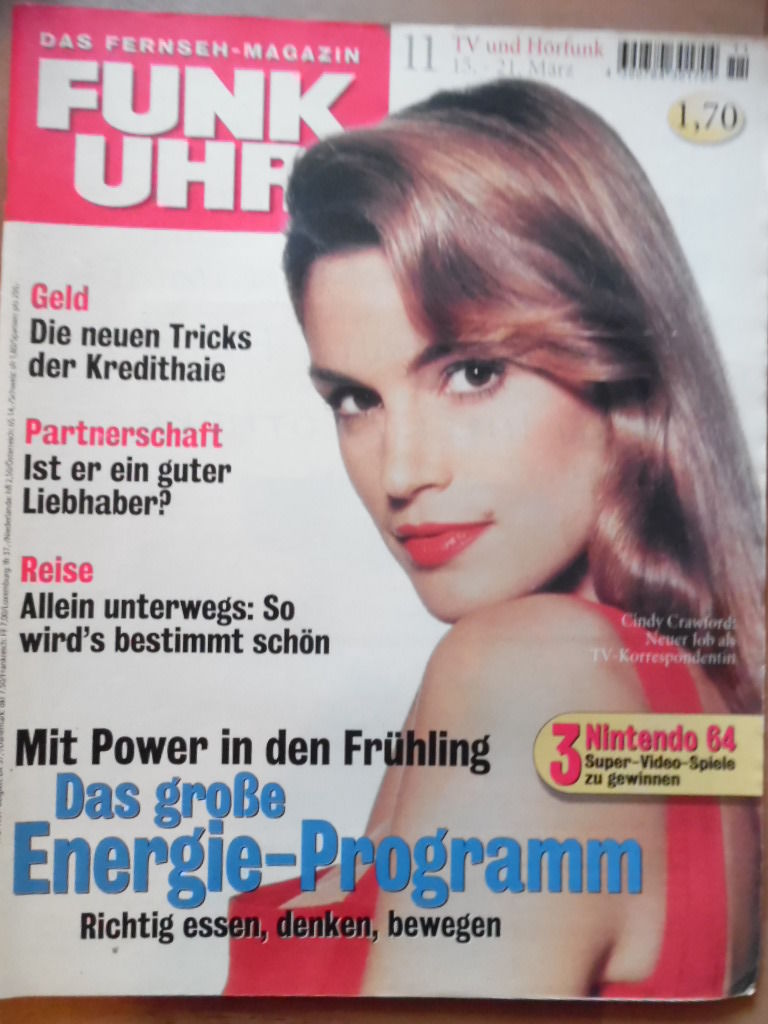 DAS FERNSEH-MAGAZIN
FUNK
UHR
11
TV und Hörfunk
15. - 21. März
1,70
Geld
Die neuen Tricks
der Kredithaie
Partnerschaft
Ist er ein guter
Liebhaber?
Reise
Allein unterwegs: So
wird's bestimmt schön
Cindy Crawford:
Neuer Job als
TV-Korrespondentin
Mit Power in den Frühling
Das große
Energie-Programm
Richtig essen, denken, bewegen
3 Nintendo 64
Super-Video-Spiele
zu gewinnen